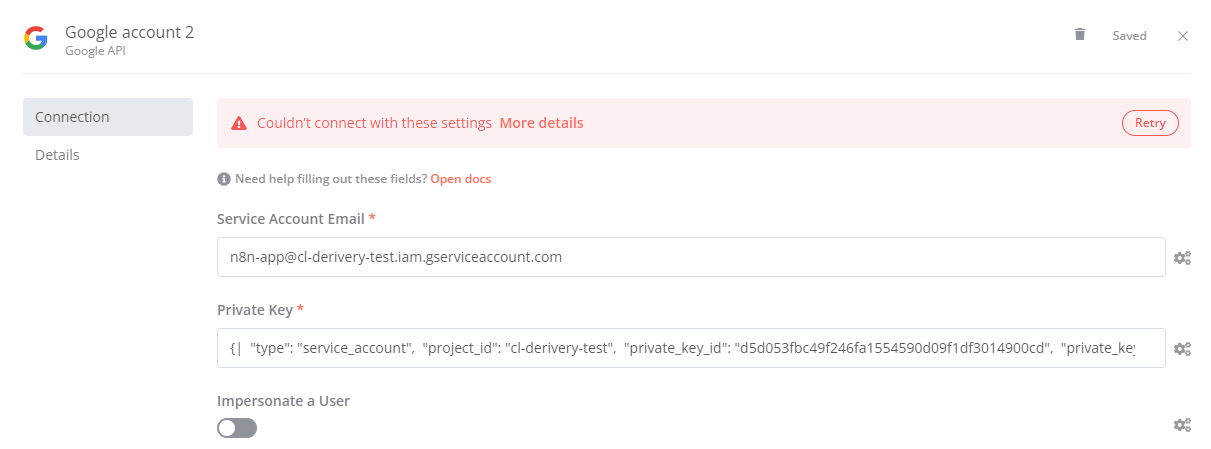 Google account 2
Google API
Saved
Connection
Details
Couldn't connect with these settings More details
Retry
Need help filling out these fields? Open docs
Service Account Email *
n8n-app@cl-derivery-test.iam.gserviceaccount.com
Private Key *
{| "type": "service_account", "project_id": "cl-derivery-test", "private_key_id": "d5d053fbc49f246fa1554590d09f1df3014900cd", "private_key
Impersonate a User